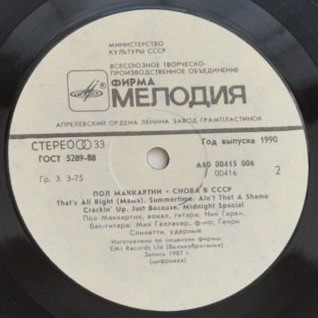 МИНИСТЕРСТВО
КУЛЬТУРЫ СССР
ВСЕСОЮЗНОЕ ТВОРЧЕСКО-
ПРОИЗВОДСТВЕННОЕ ОБЪЕДИНЕНИЕ
ФИРМА
МЕЛОДИЯ
АПРЕЛЕВСКИЙ ОРДЕНА ЛЕНИНА ЗАВОД ГРАМПЛАСТИНОК
СТЕРЕО 33
Год выпуска 1990
ГОСТ 5289-88
А60 00415 006
Гр. 3. 3-75
00416
2
ПОЛ МАККАРТНИ • СНОВА В СССР
That's All Right (Мама). Summertime. Ain't That A Shame
Crackin' Up. Just Because. Midnight Special
Пол Маккартни, вокал, гитара; Ник Гарви,
бас-гитара; Мик Галлахер, ф-но; Генри
Спинетти, ударные
Изготовлено по лицензии фирмы
EMI Records Ltd (Великобритания)
Запись 1987 г.
(цифровая)